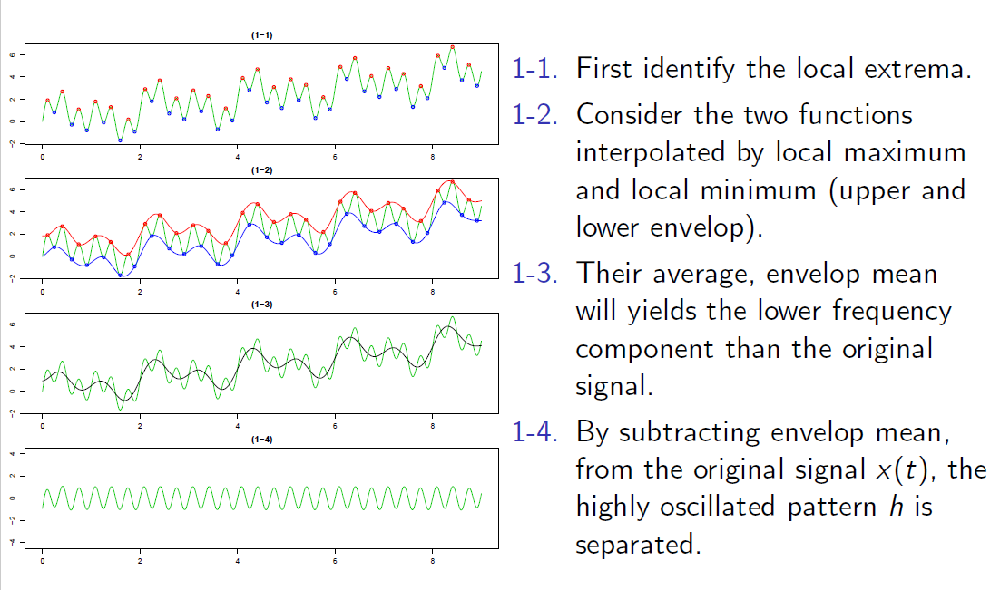 (1−1)
6
4
2
0
−2
0 2 4 6 8
(1−2)
6
4
2
0
−2
0 2 4 6 8
(1−3)
6
4
2
0
−2
0 2 4 6 8
(1−4)
4
2
0
−2
−4
0 2 4 6 8
1-1. First identify the local extrema.
1-2. Consider the two functions
interpolated by local maximum
and local minimum (upper and
lower envelop).
1-3. Their average, envelop mean
will yields the lower frequency
component than the original
signal.
1-4. By subtracting envelop mean,
from the original signal x(t), the
highly oscillated pattern h is
separated.